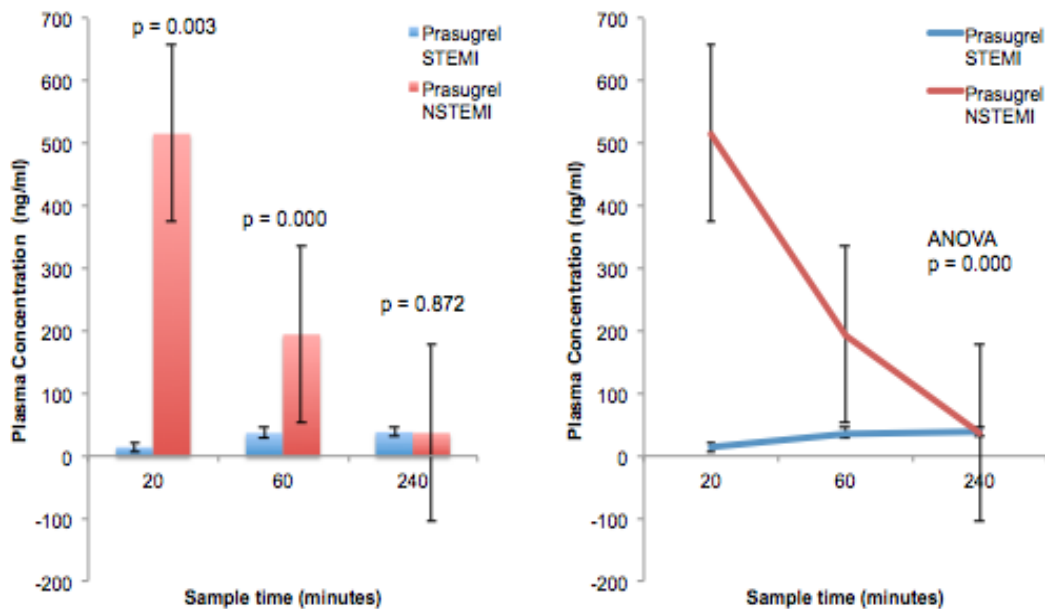 700
600
500
400
300
200
100
0
-100
-200
Plasma Concentration (ng/ml)
p = 0.003
p = 0.000
p = 0.872
Prasugrel
STEMI
Prasugrel
NSTEMI
20
60
240
Sample time (minutes)
700
600
500
400
300
200
100
0
-100
-200
Plasma Concentration (ng/ml)
Prasugrel
STEMI
Prasugrel
NSTEMI
ANOVA
p = 0.000
20
60
240
Sample time (minutes)